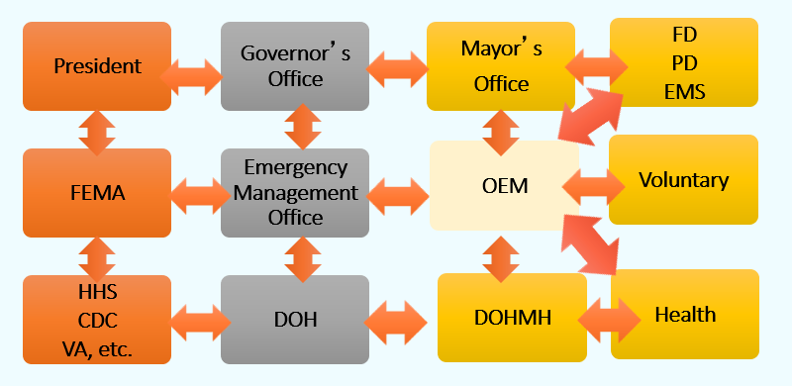 President
Governor’s
Office
Mayor’s
Office
FD
PD
EMS
FEMA
Emergency
Management
Office
OEM
Voluntary
HHS
CDC
VA, etc.
DOH
DOHMH
Health